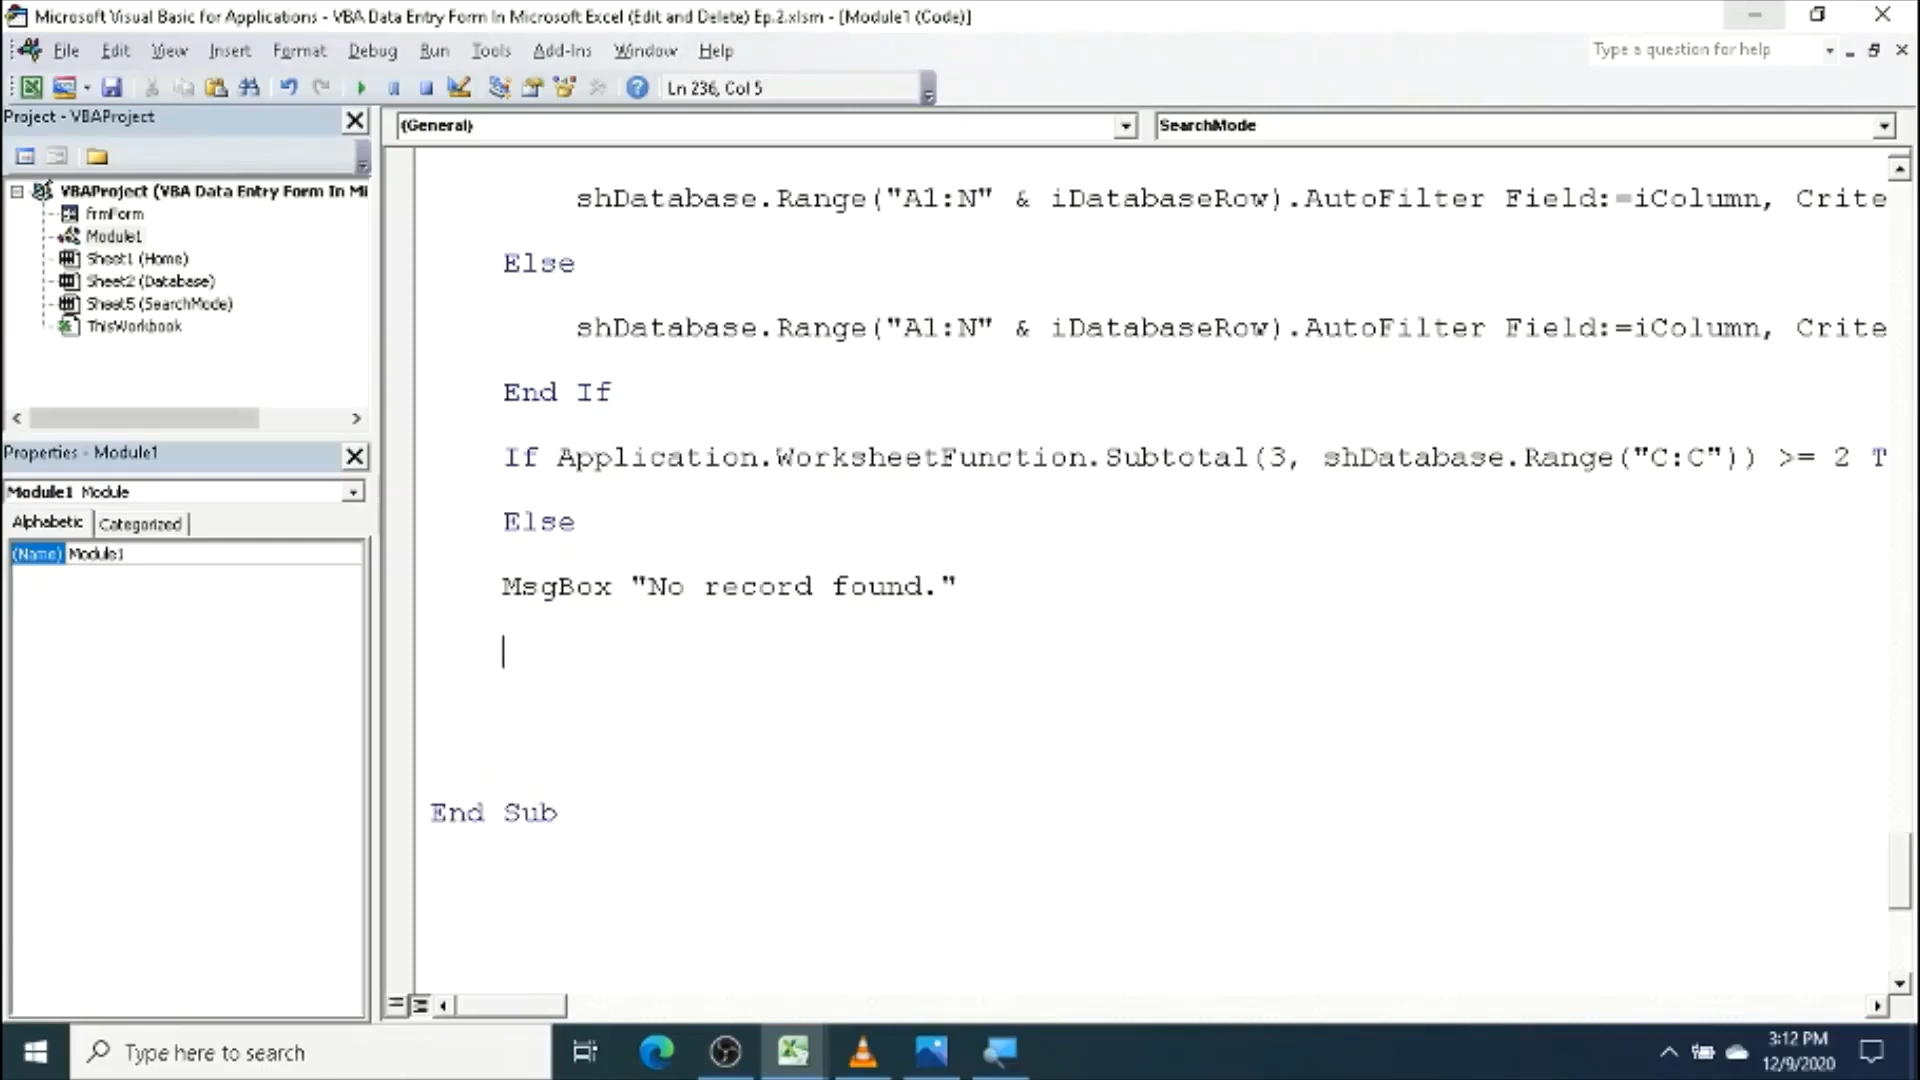 Microsoft Visual Basic for Applications - VBA Data Entry Form In Microsoft Excel (Edit and Delete) Ep.2.xlsm - [Module1 (Code)]
File Edit View Insert Format Debug Run Tools Add-Ins Window Help
Type a question for help
Ln 236, Col 5
Project - VBAProject
(General)
SearchMode
VBAProject (VBA Data Entry Form In Mi
frmForm
Module1
Sheet1 (Home)
Sheet2 (Database)
Sheet5 (SearchMode)
ThisWorkbook
Properties - Module1
Module1 Module
Alphabetic Categorized
(Name) Module1
shDatabase.Range("A1:N" & iDatabaseRow).AutoFilter Field:=iColumn, Crite
Else
shDatabase.Range("A1:N" & iDatabaseRow).AutoFilter Field:=iColumn, Crite
End If
If Application.WorksheetFunction.Subtotal(3, shDatabase.Range("C:C")) >= 2 T
Else
MsgBox "No record found."
End Sub
Type here to search
3:12 PM
12/9/2020